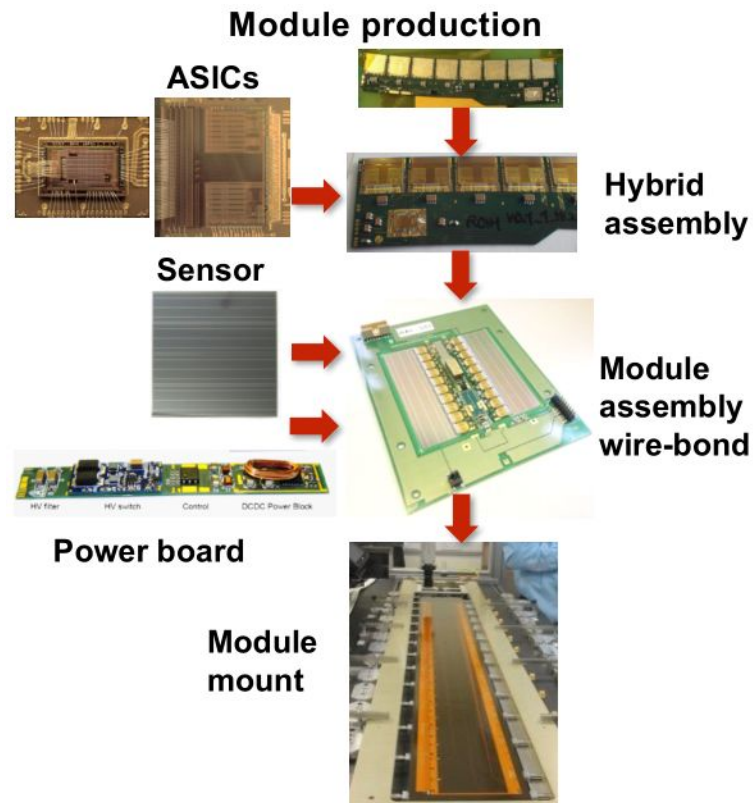 Module production
ASICs
Hybrid
assembly
Sensor
Module
assembly
wire-bond
HV filter
HV switch
Control
DCDC Power Block
Power board
Module
mount